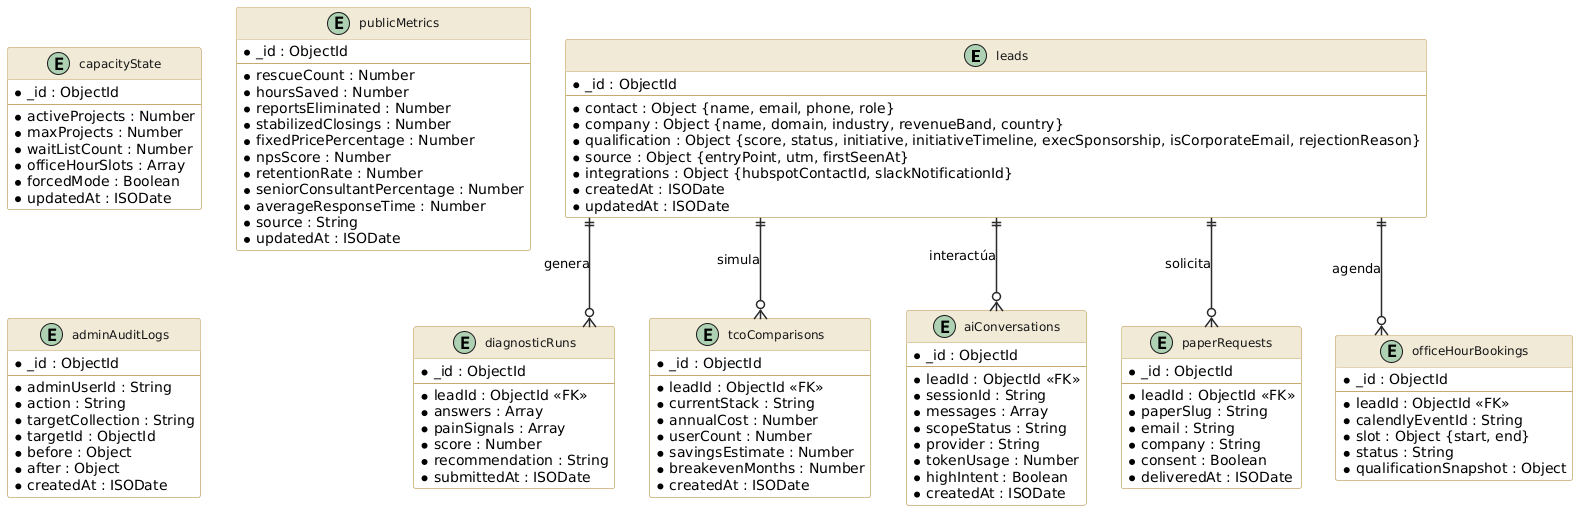 E capacityState
_id : ObjectId
activeProjects : Number
maxProjects : Number
waitListCount : Number
officeHourSlots : Array
forcedMode : Boolean
updatedAt : ISODate
E publicMetrics
_id : ObjectId
rescueCount : Number
hoursSaved : Number
reportsEliminated : Number
stabilizedClosings : Number
fixedPricePercentage : Number
npsScore : Number
retentionRate : Number
seniorConsultantPercentage : Number
averageResponseTime : Number
source : String
updatedAt : ISODate
E leads
_id : ObjectId
contact : Object {name, email, phone, role}
company : Object {name, domain, industry, revenueBand, country}
qualification : Object {score, status, initiative, initiativeTimeline, execSponsorship, isCorporateEmail, rejectionReason}
source : Object {entryPoint, utm, firstSeenAt}
integrations : Object {hubspotContactId, slackNotificationId}
createdAt : ISODate
updatedAt : ISODate
genera
simula
interactúa
solicita
agenda
E adminAuditLogs
_id : ObjectId
adminUserId : String
action : String
targetCollection : String
targetId : ObjectId
before : Object
after : Object
createdAt : ISODate
E diagnosticRuns
_id : ObjectId
leadId : ObjectId «FK»
answers : Array
painSignals : Array
score : Number
recommendation : String
submittedAt : ISODate
E tcoComparisons
_id : ObjectId
leadId : ObjectId «FK»
currentStack : String
annualCost : Number
userCount : Number
savingsEstimate : Number
breakevenMonths : Number
createdAt : ISODate
E aiConversations
_id : ObjectId
leadId : ObjectId «FK»
sessionId : String
messages : Array
scopeStatus : String
provider : String
tokenUsage : Number
highIntent : Boolean
createdAt : ISODate
E paperRequests
_id : ObjectId
leadId : ObjectId «FK»
paperSlug : String
email : String
company : String
consent : Boolean
deliveredAt : ISODate
E officeHourBookings
_id : ObjectId
leadId : ObjectId «FK»
calendlyEventId : String
slot : Object {start, end}
status : String
qualificationSnapshot : Object